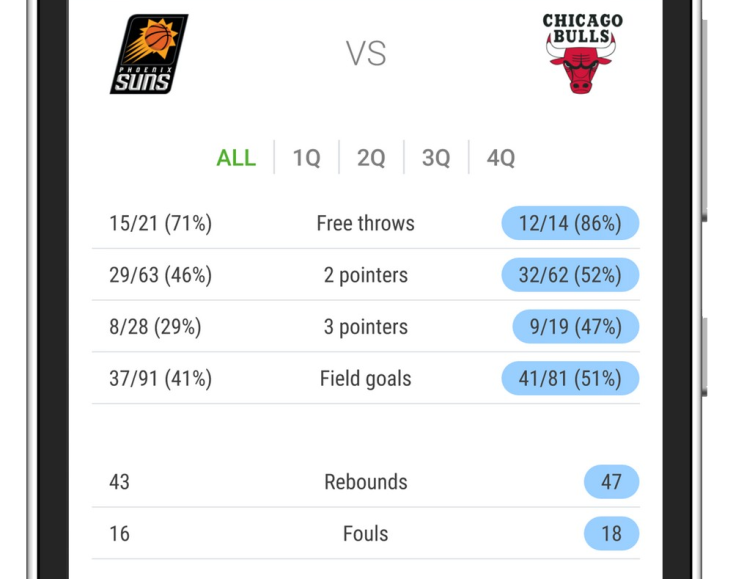 PHOENIX
SUNS
VS
CHICAGO
BULLS
ALL 1Q 2Q 3Q 4Q
15/21 (71%) Free throws 12/14 (86%)
29/63 (46%) 2 pointers 32/62 (52%)
8/28 (29%) 3 pointers 9/19 (47%)
37/91 (41%) Field goals 41/81 (51%)
43 Rebounds 47
16 Fouls 18